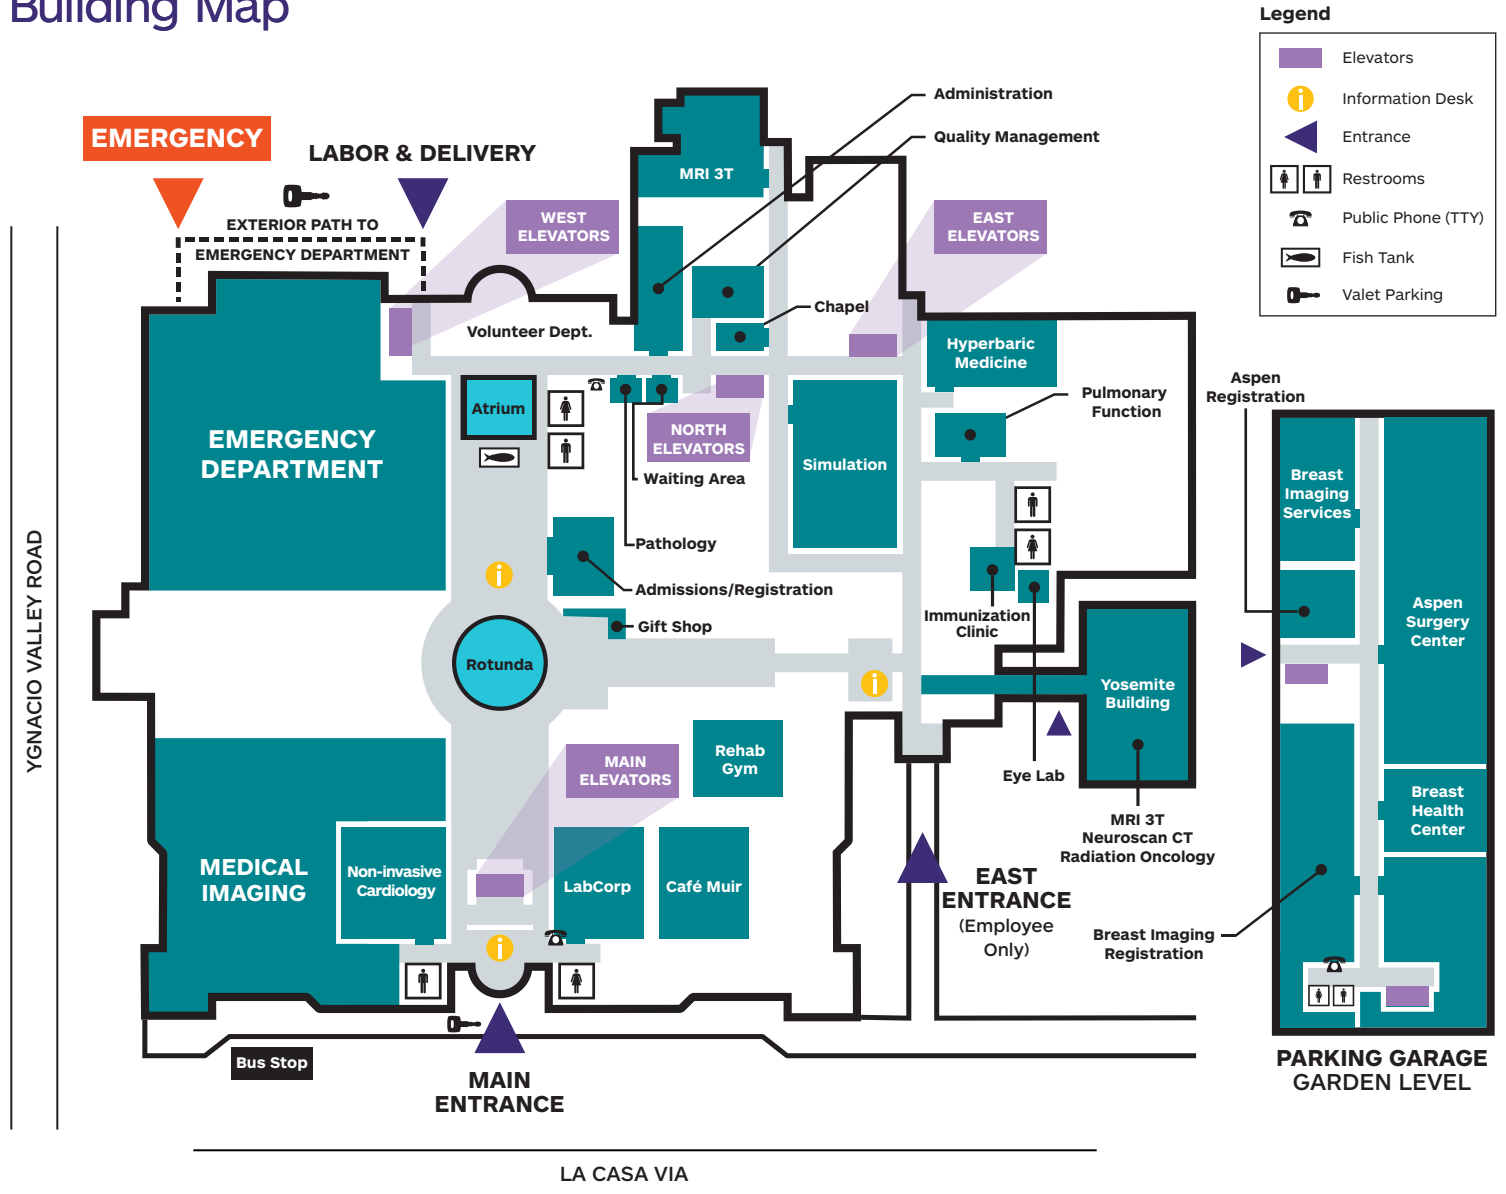 Building Map
Legend
Elevators
Information Desk
Entrance
Restrooms
Public Phone (TTY)
Fish Tank
Valet Parking
EMERGENCY
LABOR & DELIVERY
EXTERIOR PATH TO
EMERGENCY DEPARTMENT
WEST
ELEVATORS
Volunteer Dept.
MRI 3T
Administration
Quality Management
Chapel
EAST
ELEVATORS
Hyperbaric
Medicine
Pulmonary
Function
EMERGENCY
DEPARTMENT
Atrium
NORTH
ELEVATORS
Waiting Area
Simulation
Pathology
Admissions/Registration
Gift Shop
Rotunda
Immunization
Clinic
Eye Lab
Yosemite
Building
MRI 3T
Neuroscan CT
Radiation Oncology
MAIN
ELEVATORS
Rehab
Gym
MEDICAL
IMAGING
Non-invasive
Cardiology
LabCorp
Café Muir
EAST
ENTRANCE
(Employee
Only)
Bus Stop
MAIN
ENTRANCE
YGNACIO VALLEY ROAD
LA CASA VIA
Aspen
Registration
Breast
Imaging
Services
Aspen
Surgery
Center
Breast
Health
Center
Breast Imaging
Registration
PARKING GARAGE
GARDEN LEVEL